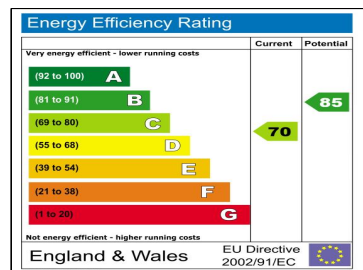 Energy Efficiency Rating
Current Potential
Very energy efficient - lower running costs
(92 to 100) A
(81 to 91) B
85
(69 to 80) C
70
(55 to 68) D
(39 to 54) E
(21 to 38) F
(1 to 20) G
Not energy efficient - higher running costs
England & Wales
EU Directive
2002/91/EC